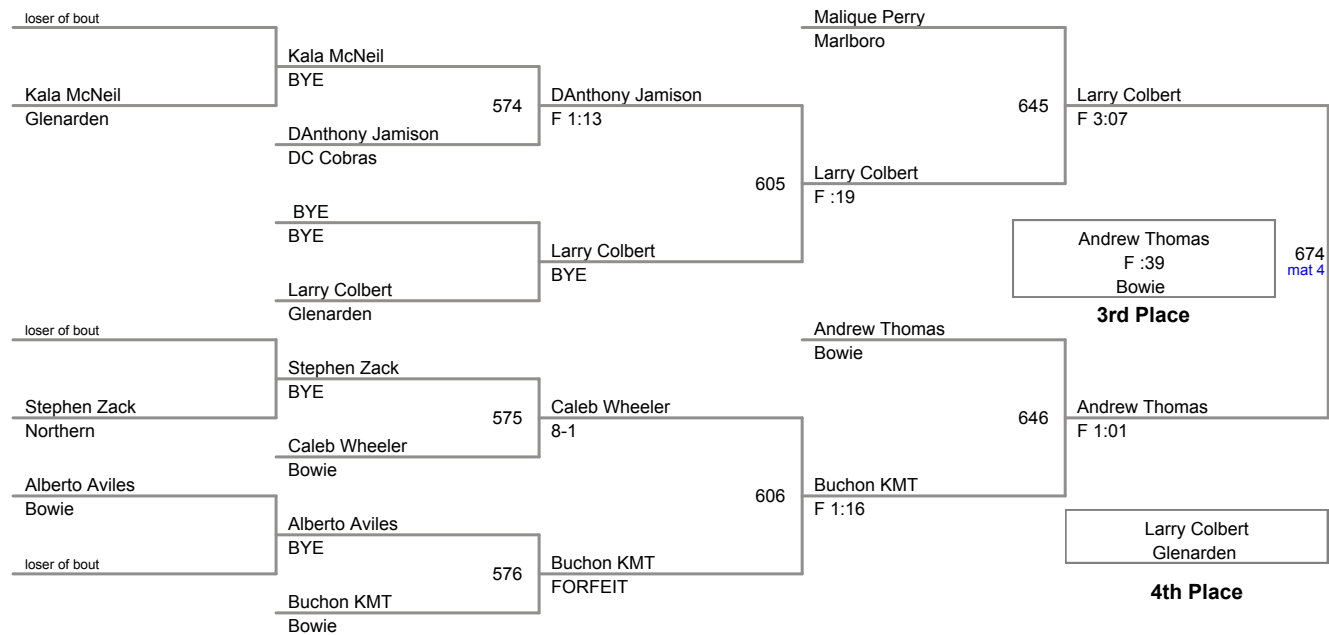 loser of bout
Kala McNeil
Glenarden
Kala McNeil
BYE
574
DAnthony Jamison
DC Cobras
DAnthony Jamison
F 1:13
BYE
BYE
Larry Colbert
Glenarden
Larry Colbert
BYE
605
Larry Colbert
F :19
Malique Perry
Marlboro
645
Larry Colbert
F 3:07
Andrew Thomas
F :39
Bowie
3rd Place
674
mat 4
loser of bout
Stephen Zack
Northern
Stephen Zack
BYE
575
Caleb Wheeler
Bowie
Caleb Wheeler
8-1
Alberto Aviles
Bowie
loser of bout
Alberto Aviles
BYE
576
Buchon KMT
Bowie
Buchon KMT
FORFEIT
606
Buchon KMT
F 1:16
Andrew Thomas
Bowie
646
Andrew Thomas
F 1:01
Larry Colbert
Glenarden
4th Place